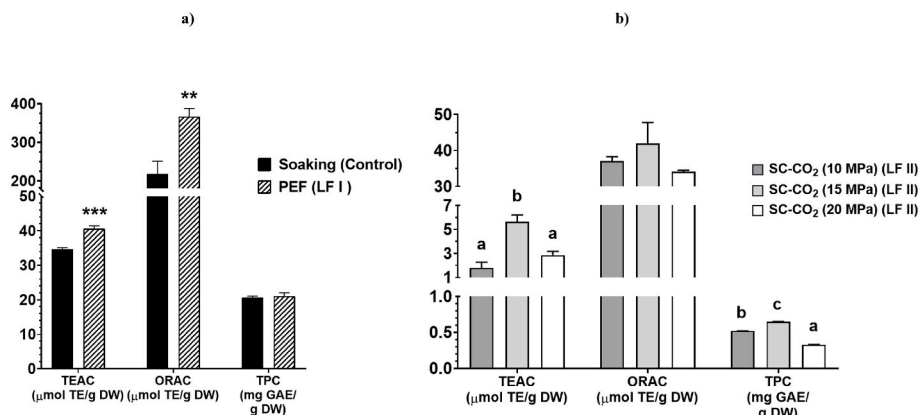 a)
400
300
200
50
40
30
20
10
0
***
**
TEAC
(μmol TE/g DW)
ORAC
(μmol TE/g DW)
TPC
(mg GAE/
g DW)
Soaking (Control)
PEF (LF I )
b)
50
40
30
7
5
3
1
1.0
0.5
0.0
a
b
a
b
c
a
TEAC
(μmol TE/g DW)
ORAC
(μmol TE/g DW)
TPC
(mg GAE/
g DW)
SC-CO₂ (10 MPa) (LF II)
SC-CO₂ (15 MPa) (LF II)
SC-CO₂ (20 MPa) (LF II)